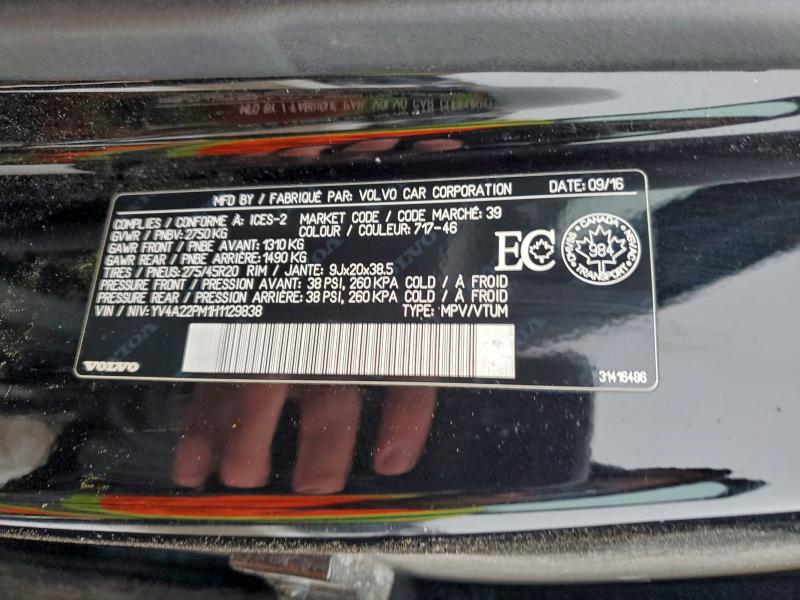 MFD BY / FABRIQUÉ PAR: VOLVO CAR CORPORATION DATE: 09/16
COMPLIES / CONFORME À: ICES-2 MARKET CODE / CODE MARCHÉ: 39
GVWR / PNBV: 2750 KG COLOUR / COULEUR: 717-46
GAWR FRONT / PNBE AVANT: 1310 KG
GAWR REAR / PNBE ARRIÈRE: 1490 KG
TIRES / PNEUS: 275/45R20 RIM / JANTE: 9Jx20x38.5
PRESSURE FRONT / PRESSION AVANT: 38 PSI, 260 KPA COLD / À FROID
PRESSURE REAR / PRESSION ARRIÈRE: 38 PSI, 260 KPA COLD / À FROID
VIN / NIV: YV4A22PM1H1129838 TYPE: MPV/VTUM
EC
CANADA
984
TRANSPORT
VOLVO
31416486